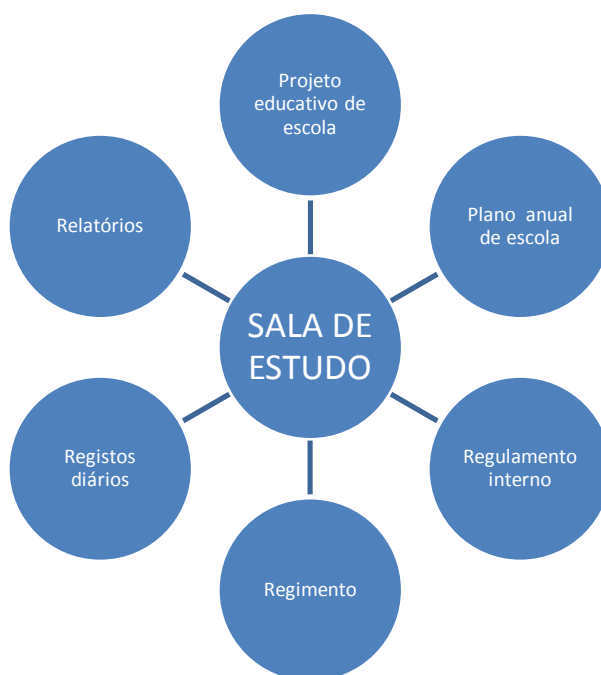 Projeto
educativo de
escola
Relatórios
Plano anual
de escola
SALA DE
ESTUDO
Registos
diários
Regulamento
interno
Regimento